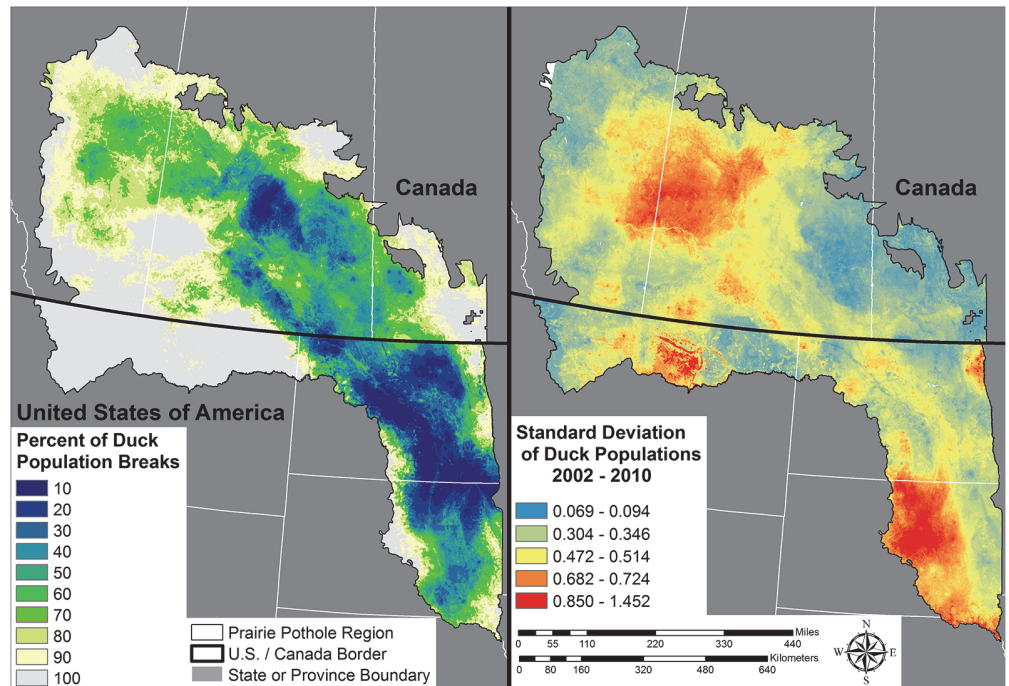 Canada
United States of America
Percent of Duck
Population Breaks
10
20
30
40
50
60
70
80
90
100
Prairie Pothole Region
U.S. / Canada Border
State or Province Boundary
Canada
Standard Deviation
of Duck Populations
2002 - 2010
0.069 - 0.094
0.304 - 0.346
0.472 - 0.514
0.682 - 0.724
0.850 - 1.452
Miles
0 55 110 220 330 440
Kilometers
0 80 160 320 480 640
N
W E
S